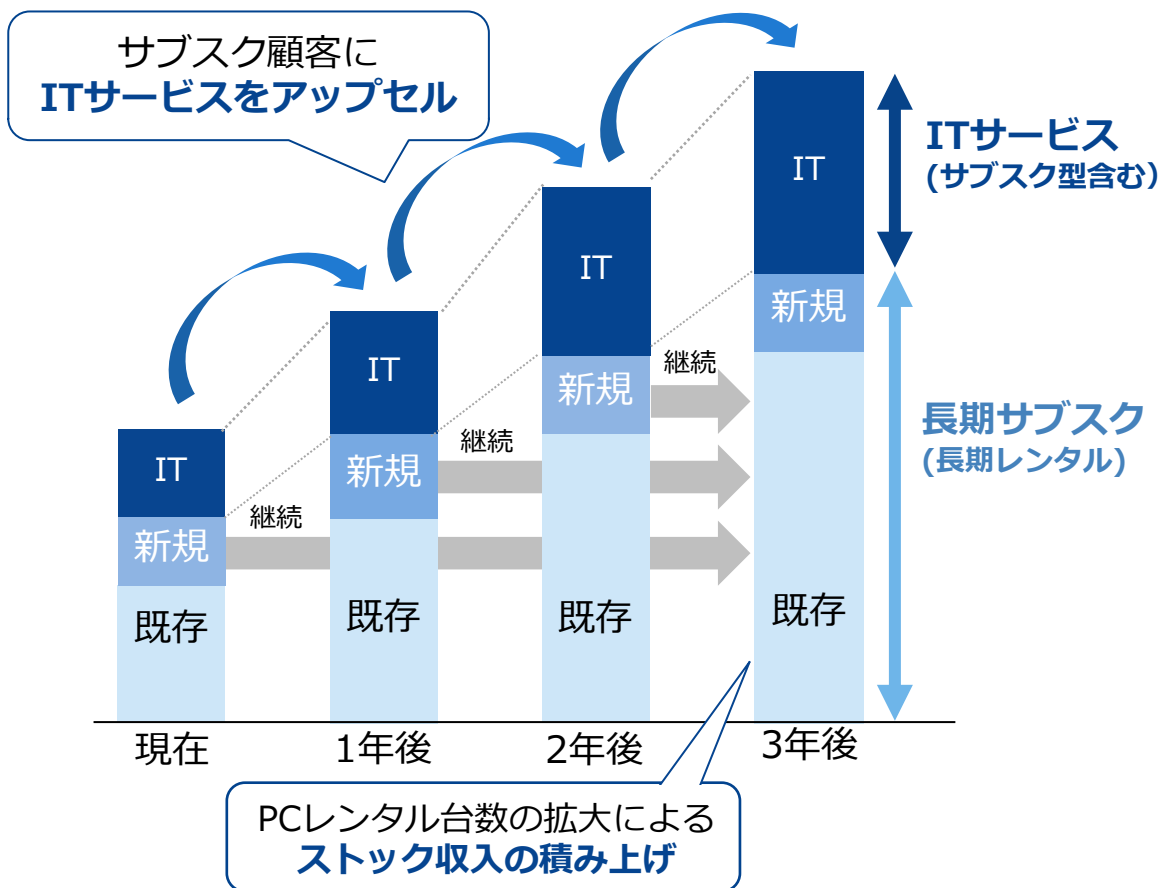 サブスク顧客に
ITサービスをアップセル
IT
新規
既存
現在
継続
IT
新規
既存
1年後
継続
IT
新規
既存
2年後
継続
IT
新規
既存
3年後
ITサービス
(サブスク型含む）
長期サブスク
(長期レンタル)
PCレンタル台数の拡大による
ストック収入の積み上げ